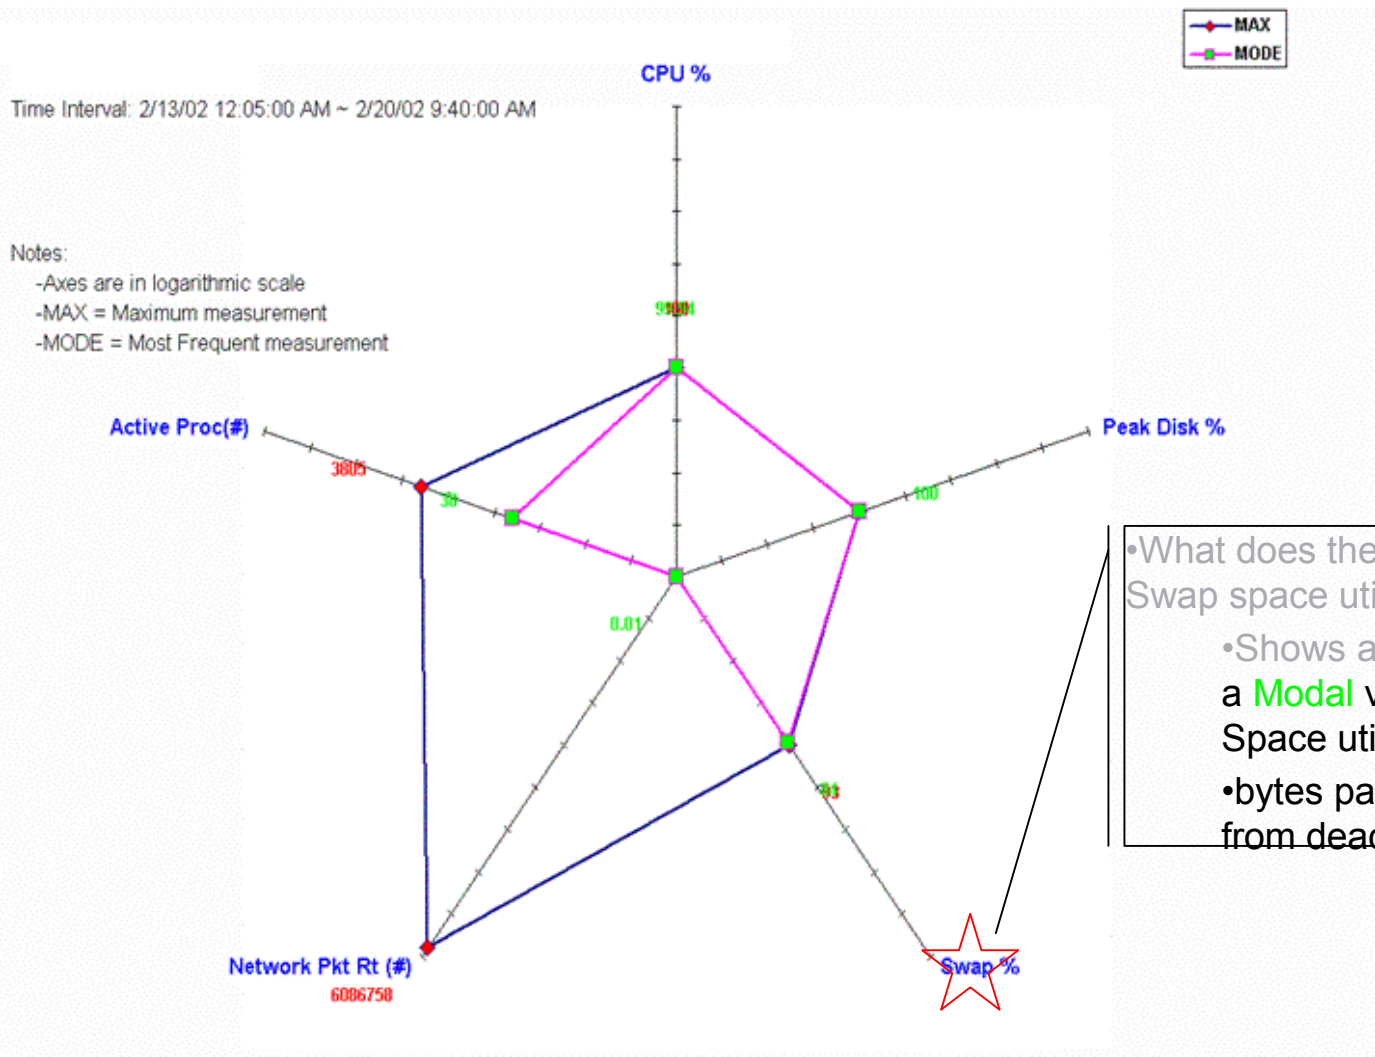 MAX
MODE
CPU %
Time Interval: 2/13/02 12:05:00 AM ~ 2/20/02 9:40:00 AM
Notes:
-Axes are in logarithmic scale
-MAX = Maximum measurement
-MODE = Most Frequent measurement
Active Proc(#)
Peak Disk %
3805
38
100
•What does the
Swap space uti
•Shows a
a Modal v
Space uti
•bytes pa
from dead
0.01
Network Pkt Rt (#)
Swap %
6086758